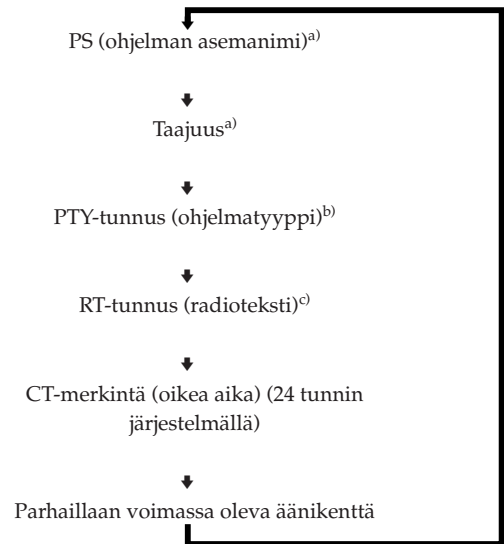 PS (ohjelman asemanimi)a)
Taajuusa)
PTY-tunnus (ohjelmatyyppi)b)
RT-tunnus (radioteksti)c)
CT-merkintä (oikea aika) (24 tunnin
järjestelmällä)
Parhaillaan voimassa oleva äänikenttä